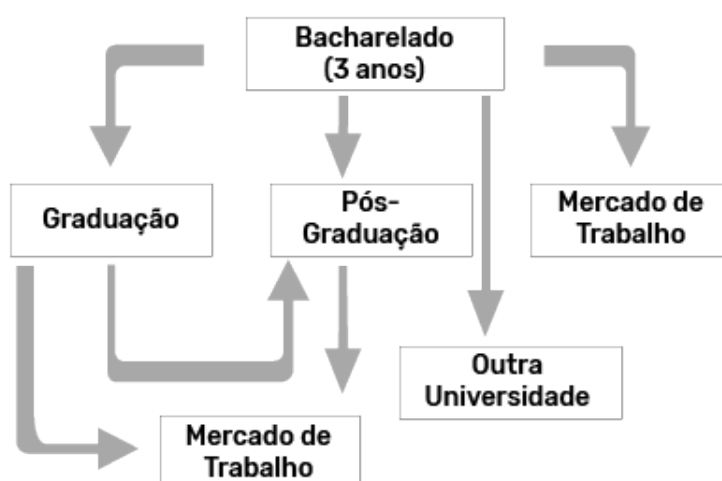 Bacharelado
(3 anos)
Graduação
Pós-
Graduação
Mercado de
Trabalho
Outra
Universidade
Mercado de
Trabalho